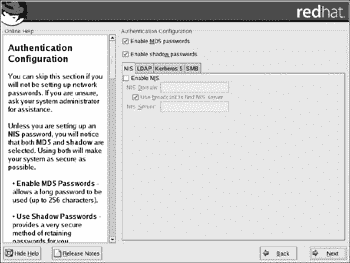 redhat.
Online Help
Authentication
Configuration
You can skip this section if you
will not be setting up network
passwords. If you are unsure,
ask your system administrator
for assistance.
Unless you are setting up an
NIS password, you will notice
that both MD5 and shadow are
selected. Using both will make
your system as secure as
possible.
• Enable MD5 Passwords -
allows a long password to be
used (up to 256 characters).
• Use Shadow Passwords -
provides a very secure
method of retaining
passwords for you.
Authentication Configuration
Enable MD5 passwords
Enable shadow passwords
NIS LDAP Kerberos 5 SMB
Enable NIS
NIS Domain:
Use broadcast to find NIS server
NIS Server:
Hide Help
Release Notes
Back
Next